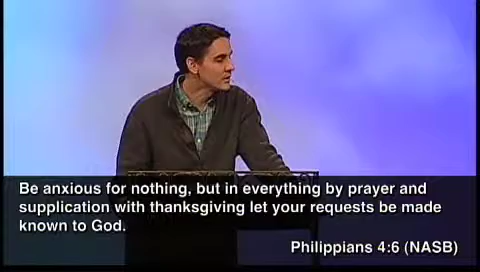 Be anxious for nothing, but in everything by prayer and
supplication with thanksgiving let your requests be made
known to God.
Philippians 4:6 (NASB)